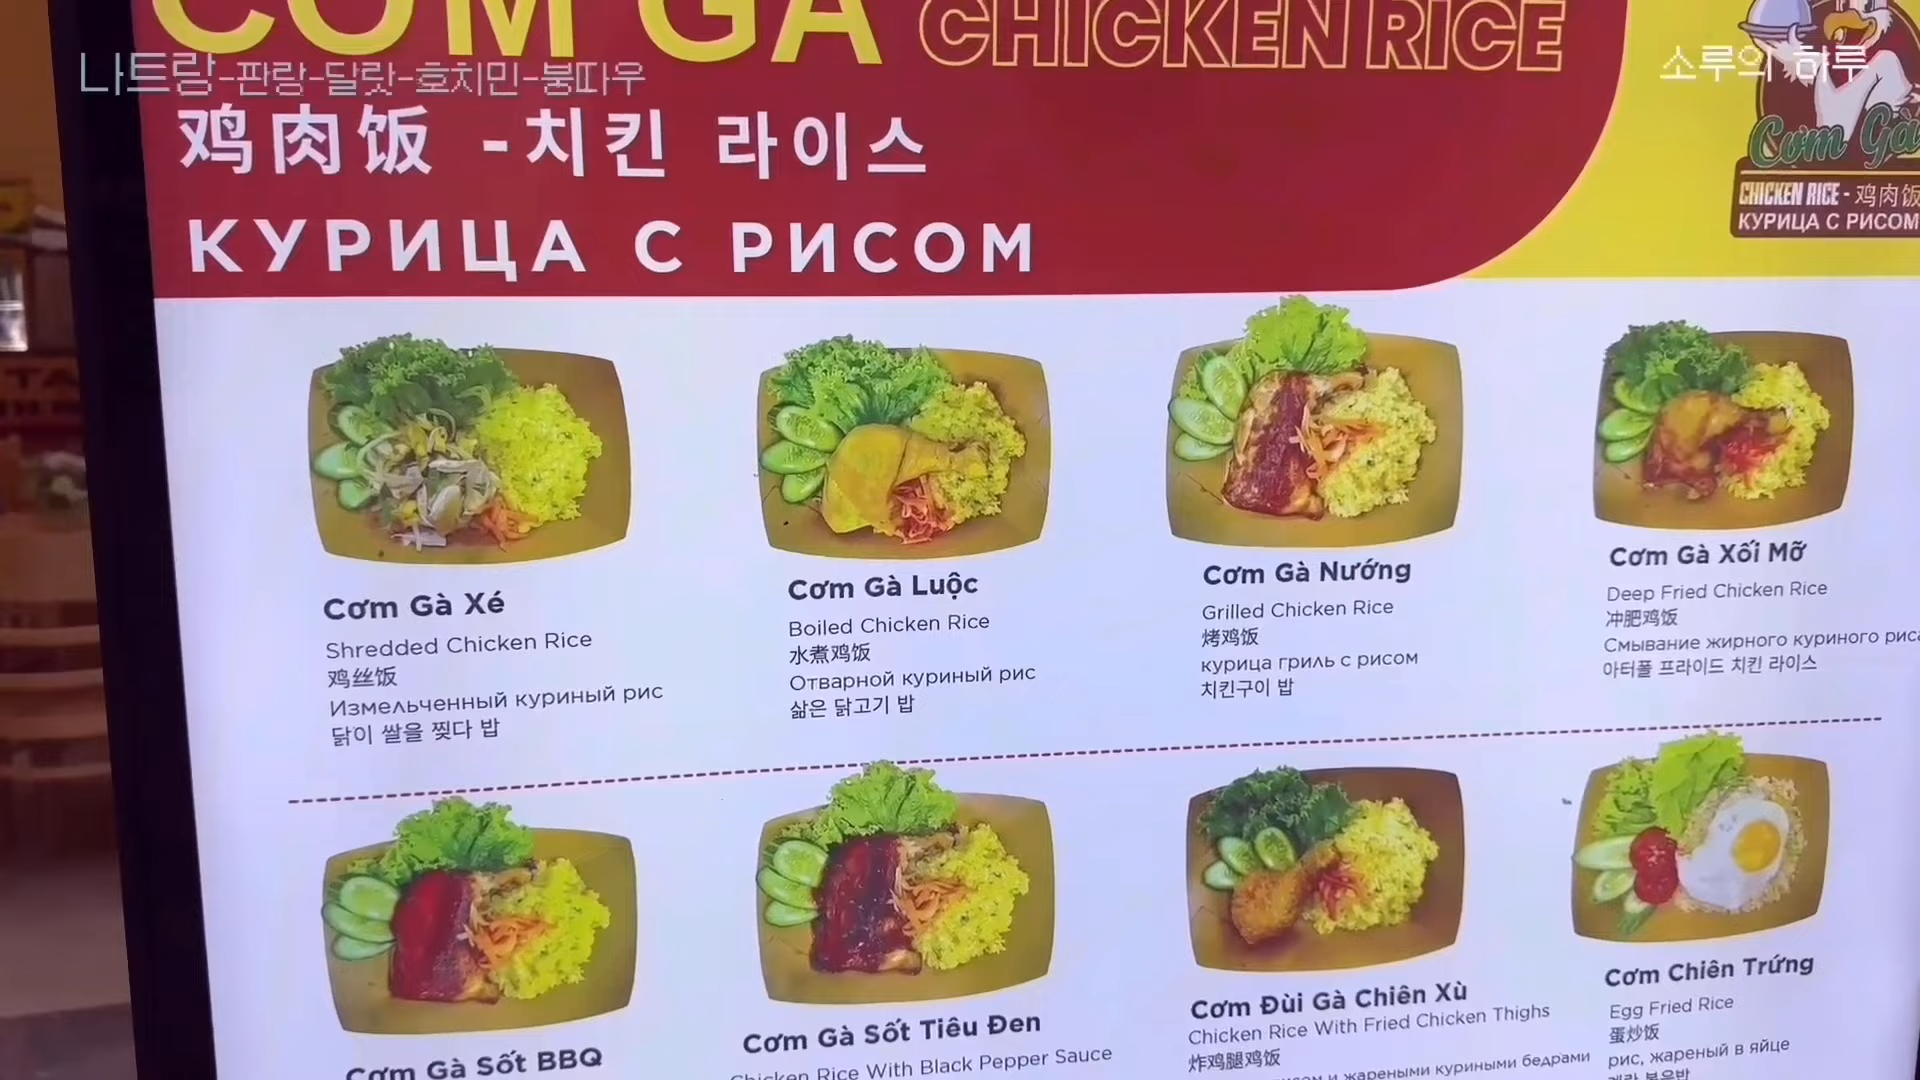 CƠM GÀ CHICKEN RICE
나트랑-판랑-달랏-호치민-붕따우
소루의 하루
鸡肉饭 -치킨 라이스
КУРИЦА С РИСОМ
Cơm Gà
CHICKEN RICE - 鸡肉饭
КУРИЦА С РИСОМ
Cơm Gà Xé
Shredded Chicken Rice
鸡丝饭
Измельченный куриный рис
닭이 쌀을 찢다 밥
Cơm Gà Luộc
Boiled Chicken Rice
水煮鸡饭
Отварной куриный рис
삶은 닭고기 밥
Cơm Gà Nướng
Grilled Chicken Rice
烤鸡饭
курица гриль с рисом
치킨구이 밥
Cơm Gà Xối Mỡ
Deep Fried Chicken Rice
冲肥鸡饭
Смывание жирного куриного риса
아터폴 프라이드 치킨 라이스
Cơm Gà Sốt BBQ
Cơm Gà Sốt Tiêu Đen
Chicken Rice With Black Pepper Sauce
Cơm Đùi Gà Chiên Xù
Chicken Rice With Fried Chicken Thighs
炸鸡腿鸡饭
и жареными куриными бедрами
Cơm Chiên Trứng
Egg Fried Rice
蛋炒饭
рис, жареный в яйце